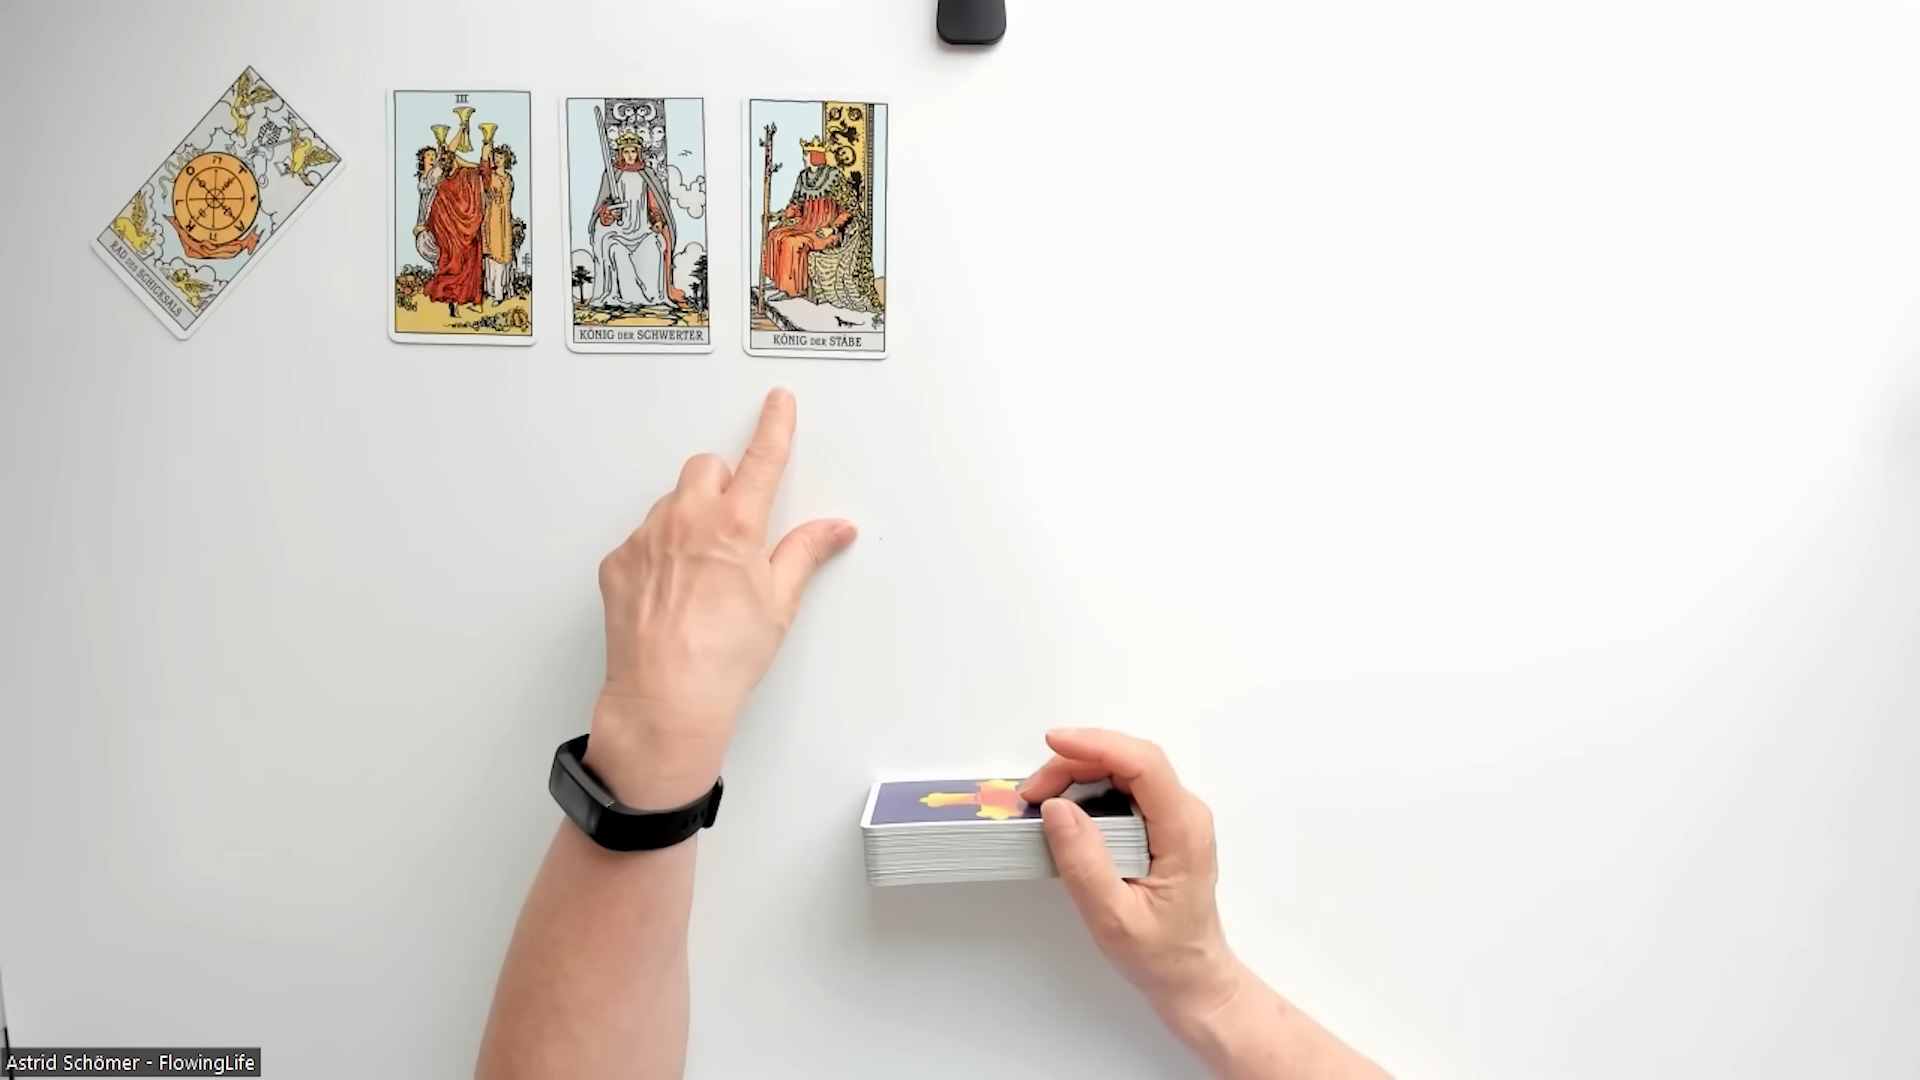 RAD DES SCHICKSALS
III
KÖNIG DER SCHWERTER
KÖNIG DER STÄBE
Astrid Schömer - FlowingLife